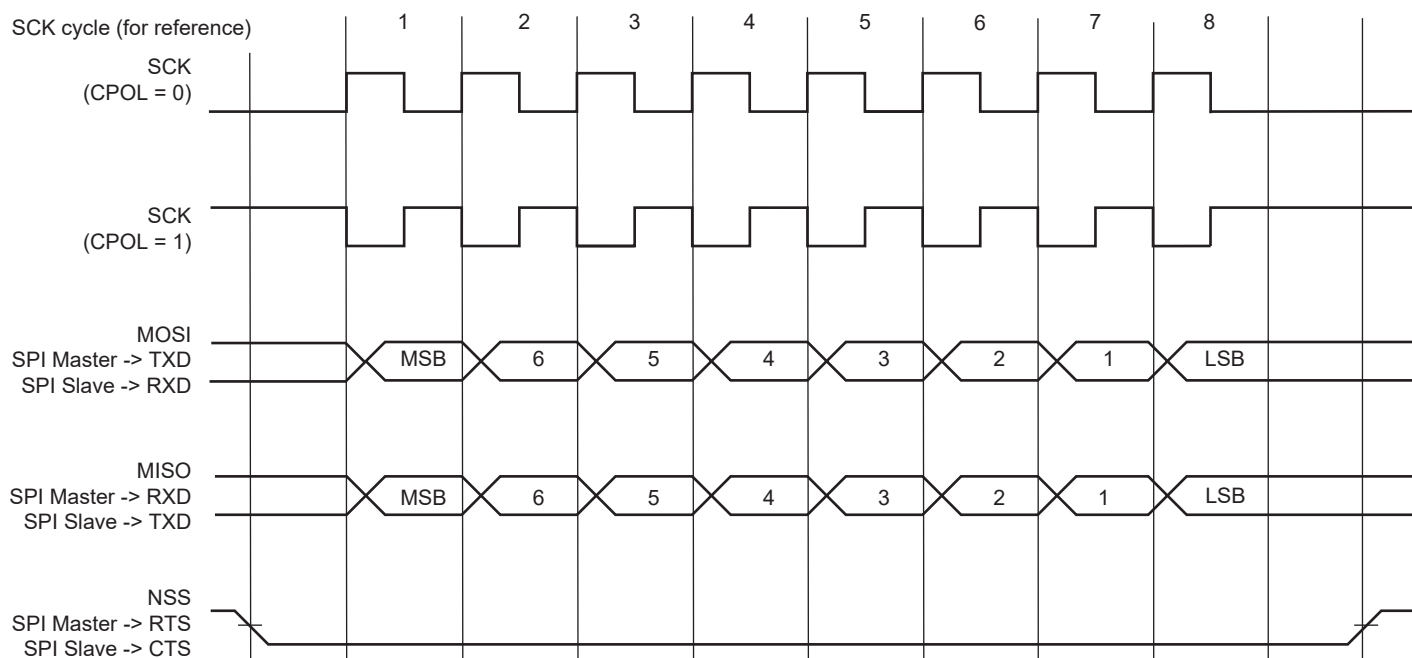 SCK cycle (for reference)
1 2 3 4 5 6 7 8
SCK
(CPOL = 0)
SCK
(CPOL = 1)
MOSI
SPI Master -> TXD
SPI Slave -> RXD
MSB 6 5 4 3 2 1 LSB
MISO
SPI Master -> RXD
SPI Slave -> TXD
MSB 6 5 4 3 2 1 LSB
NSS
SPI Master -> RTS
SPI Slave -> CTS